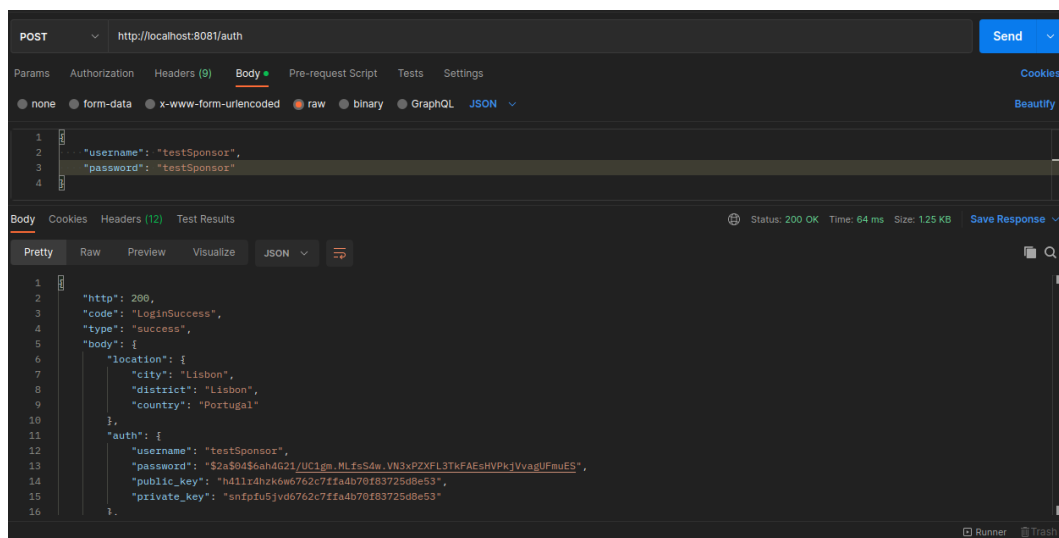 POST http://localhost:8081/auth Send
Params Authorization Headers (9) Body Pre-request Script Tests Settings Cookies
none form-data x-www-form-urlencoded raw binary GraphQL JSON Beautify
1 {
2 ····"username": "testSponsor",
3 "password": "testSponsor"
4 }
Body Cookies Headers (12) Test Results Status: 200 OK Time: 64 ms Size: 1.25 KB Save Response
Pretty Raw Preview Visualize JSON
1 {
2 "http": 200,
3 "code": "LoginSuccess",
4 "type": "success",
5 "body": {
6 "location": {
7 "city": "Lisbon",
8 "district": "Lisbon",
9 "country": "Portugal"
10 },
11 "auth": {
12 "username": "testSponsor",
13 "password": "$2a$04$6ah4G21/UC1gm.MLfsS4w.VN3xPZXFL3TkFAEsHVPkjVvagUFmuES",
14 "public_key": "h41lr4hzk6w6762c7ffa4b70f83725d8e53",
15 "private_key": "snfpfu5jvd6762c7ffa4b70f83725d8e53"
16 },
Runner Trash